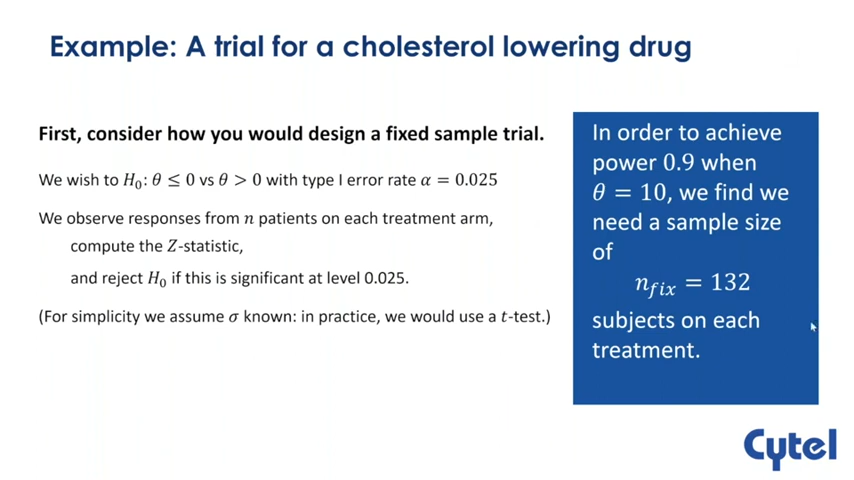 Example: A trial for a cholesterol lowering drug
First, consider how you would design a fixed sample trial.
We wish to H₀: θ ≤ 0 vs θ > 0 with type I error rate α = 0.025
We observe responses from n patients on each treatment arm,
compute the Z-statistic,
and reject H₀ if this is significant at level 0.025.
(For simplicity we assume σ known: in practice, we would use a t-test.)
In order to achieve
power 0.9 when
θ = 10, we find we
need a sample size
of
n_fix = 132
subjects on each
treatment.
Cytel